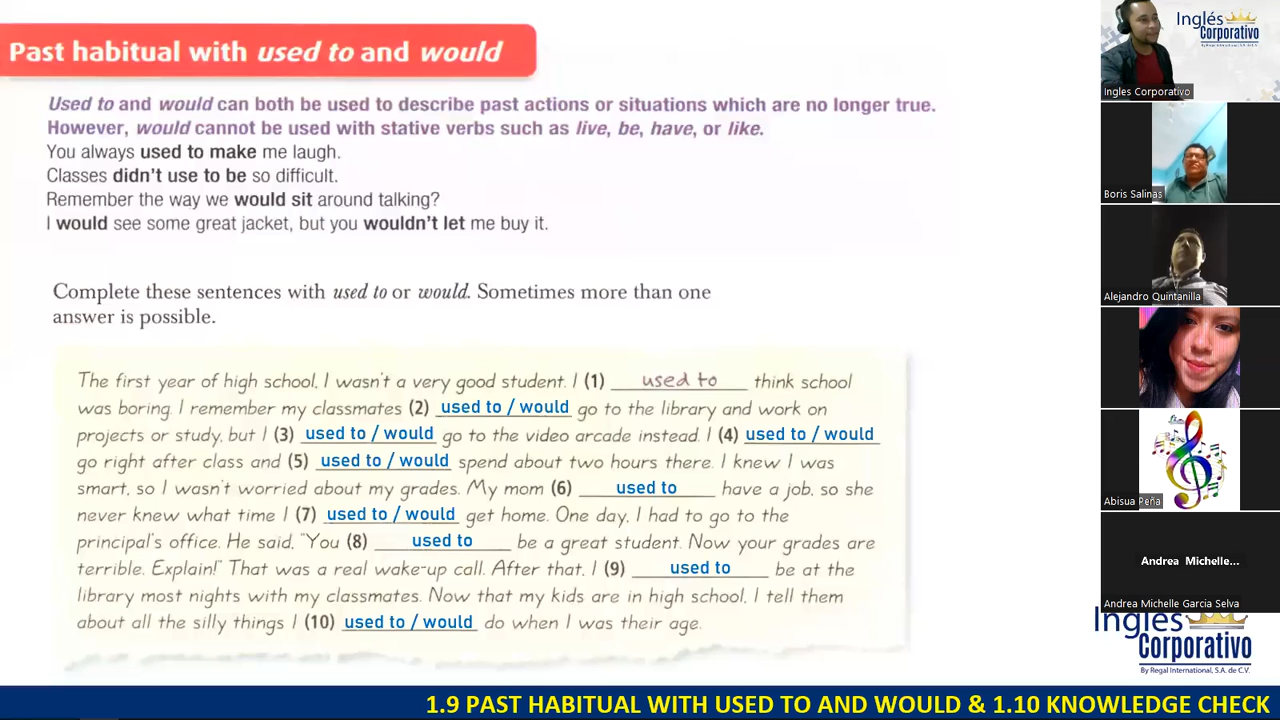 Past habitual with used to and would
Used to and would can both be used to describe past actions or situations which are no longer true.
However, would cannot be used with stative verbs such as live, be, have, or like.
You always used to make me laugh.
Classes didn't use to be so difficult.
Remember the way we would sit around talking?
I would see some great jacket, but you wouldn't let me buy it.
Complete these sentences with used to or would. Sometimes more than one
answer is possible.
The first year of high school, I wasn't a very good student. I (1) used to think school
was boring. I remember my classmates (2) used to / would go to the library and work on
projects or study, but I (3) used to / would go to the video arcade instead. I (4) used to / would
go right after class and (5) used to / would spend about two hours there. I knew I was
smart, so I wasn't worried about my grades. My mom (6) used to have a job, so she
never knew what time I (7) used to / would get home. One day, I had to go to the
principal's office. He said, "You (8) used to be a great student. Now your grades are
terrible. Explain!" That was a real wake-up call. After that, I (9) used to be at the
library most nights with my classmates. Now that my kids are in high school, I tell them
about all the silly things I (10) used to / would do when I was their age.
1.9 PAST HABITUAL WITH USED TO AND WOULD & 1.10 KNOWLEDGE CHECK
Inglés
Corporativo
By Regal International, S.A. de C.V.
Ingles Corporativo
Boris Salinas
Alejandro Quintanilla
Abisua Peña
Andrea Michelle...
Andrea Michelle Garcia Selva
Inglés
Corporativo
By Regal International, S.A. de C.V.